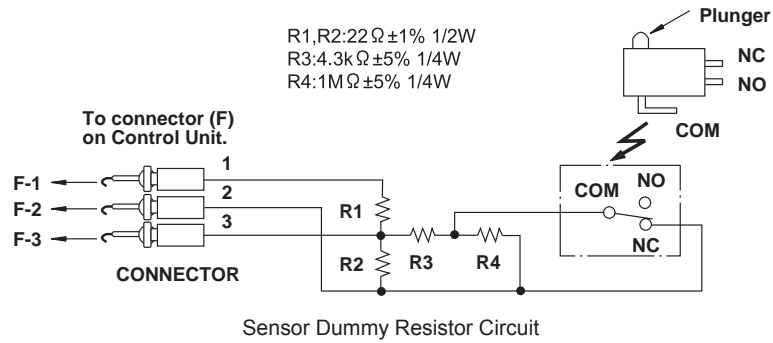 Plunger
R1,R2:22Ω±1% 1/2W
R3:4.3kΩ±5% 1/4W
R4:1MΩ±5% 1/4W
NC
NO
COM
To connector (F)
on Control Unit.
F-1
F-2
F-3
1
2
3
CONNECTOR
R1
R2
R3
R4
COM
NO
NC
Sensor Dummy Resistor Circuit